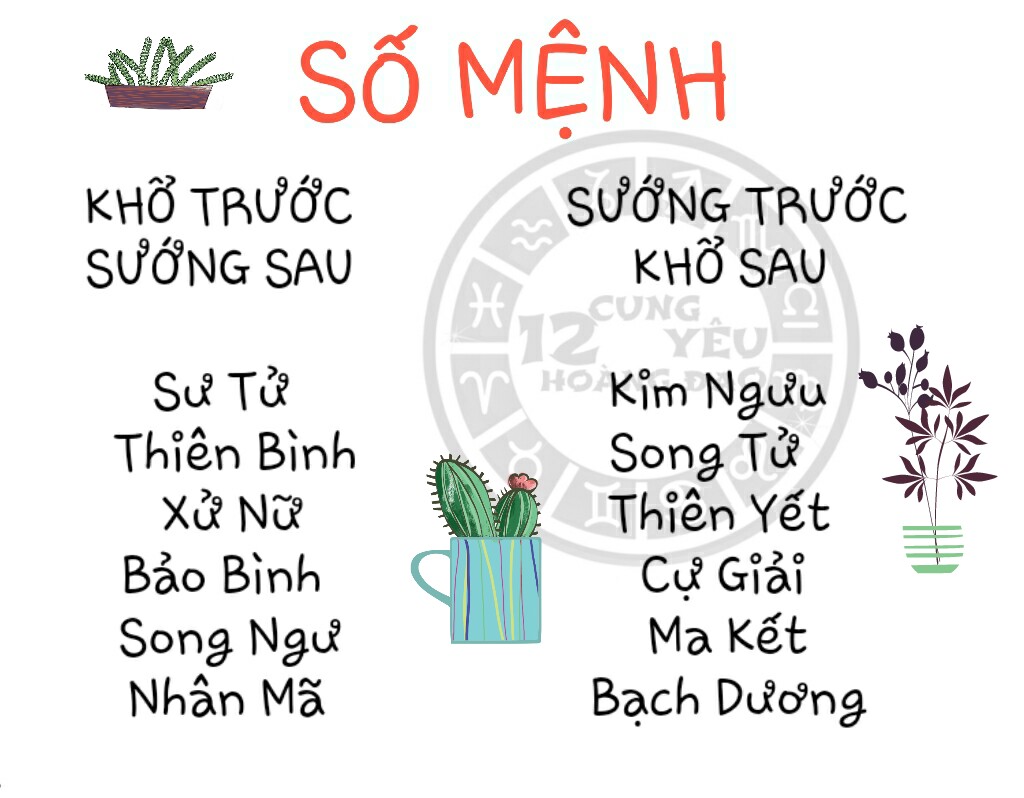 SỐ MỆNH
KHỔ TRƯỚC
SƯỚNG SAU
Sư Tử
Thiên Bình
Xử Nữ
Bảo Bình
Song Ngư
Nhân Mã
SƯỚNG TRƯỚC
KHỔ SAU
Kim Ngưu
Song Tử
Thiên Yết
Cự Giải
Ma Kết
Bạch Dương
12 CUNG
YÊU
HOÀNG ĐẠO